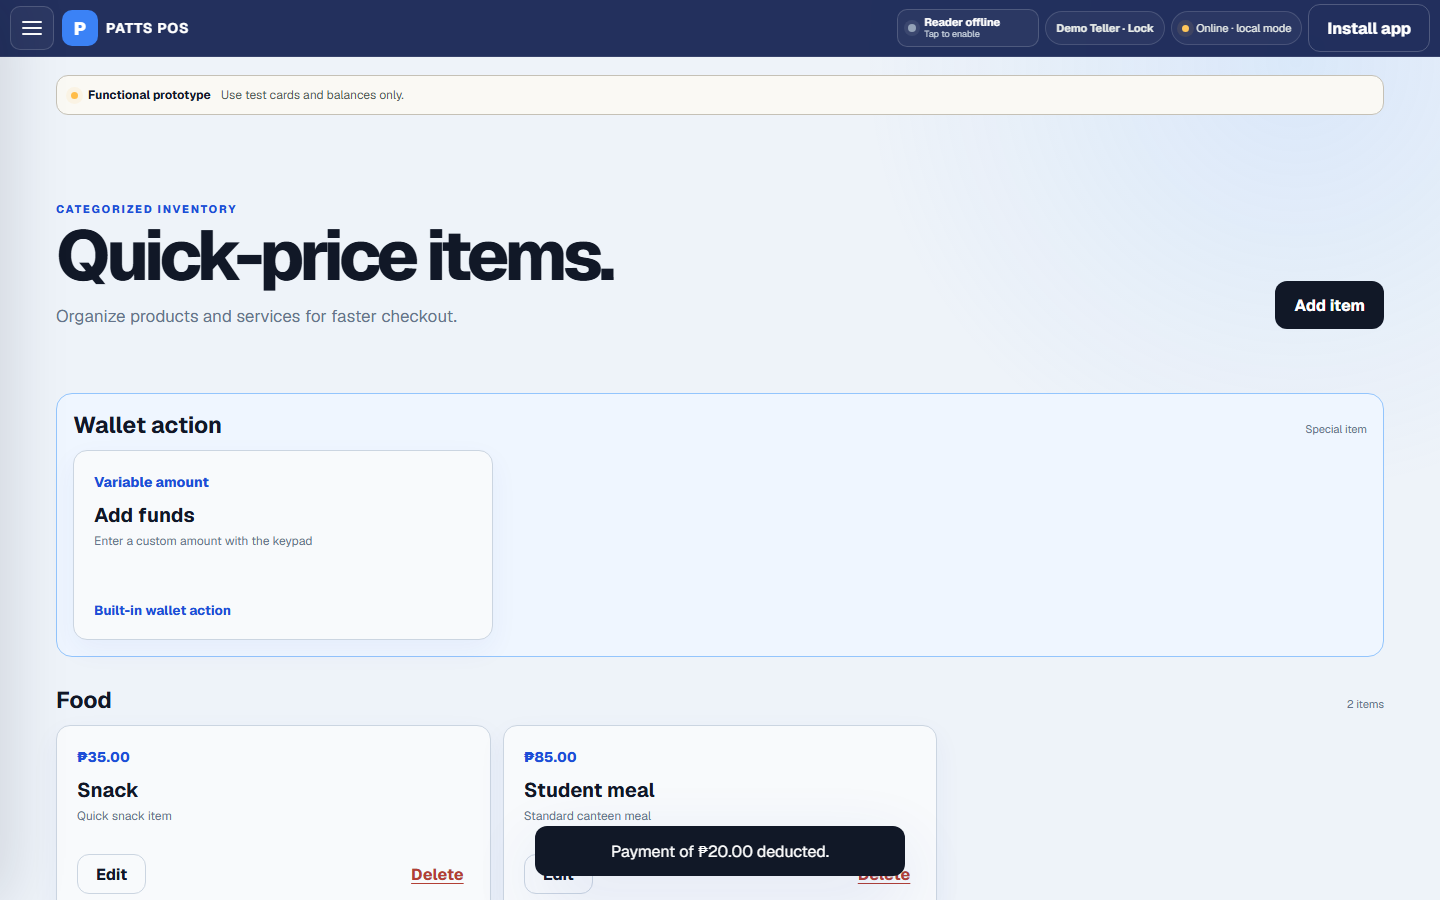 P PATTS POS
Reader offline
Tap to enable
Demo Teller · Lock
Online · local mode
Install app
Functional prototype Use test cards and balances only.
CATEGORIZED INVENTORY
Quick-price items.
Organize products and services for faster checkout.
Add item
Wallet action
Special item
Variable amount
Add funds
Enter a custom amount with the keypad
Built-in wallet action
Food
2 items
₱35.00
Snack
Quick snack item
Edit
Delete
₱85.00
Student meal
Standard canteen meal
Payment of ₱20.00 deducted.
Edit
Delete